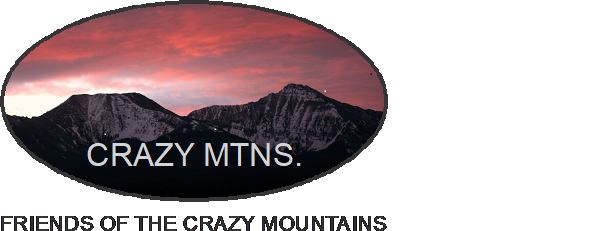 CRAZY MTNS.
FRIENDS OF THE CRAZY MOUNTAINS